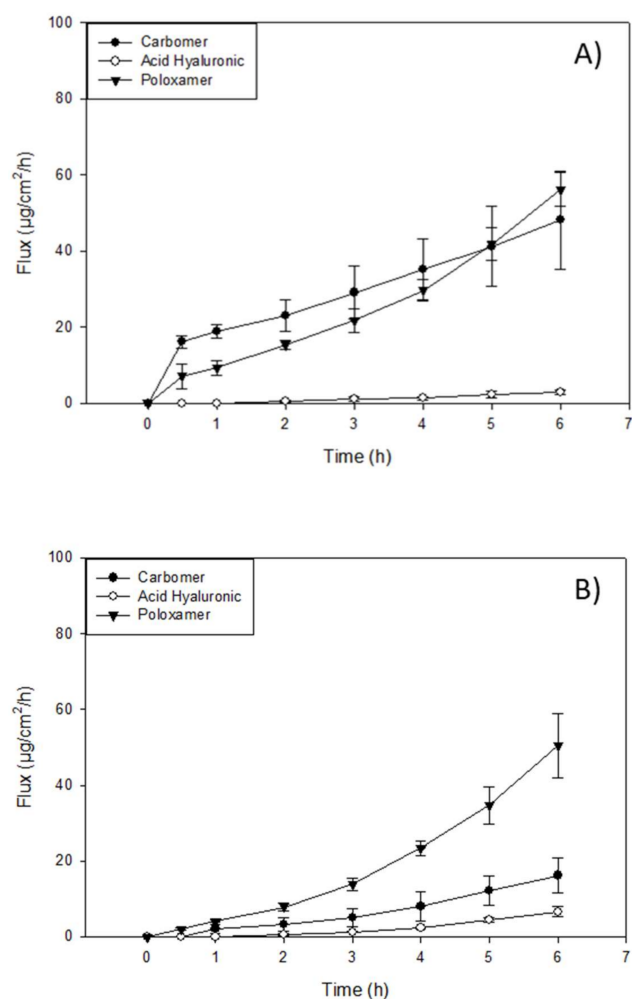 100
80
60
40
20
0
Flux (µg/cm²/h)
Carbomer
Acid Hyaluronic
Poloxamer
A)
0 1 2 3 4 5 6 7
Time (h)
100
80
60
40
20
0
Flux (µg/cm²/h)
Carbomer
Acid Hyaluronic
Poloxamer
B)
0 1 2 3 4 5 6 7
Time (h)